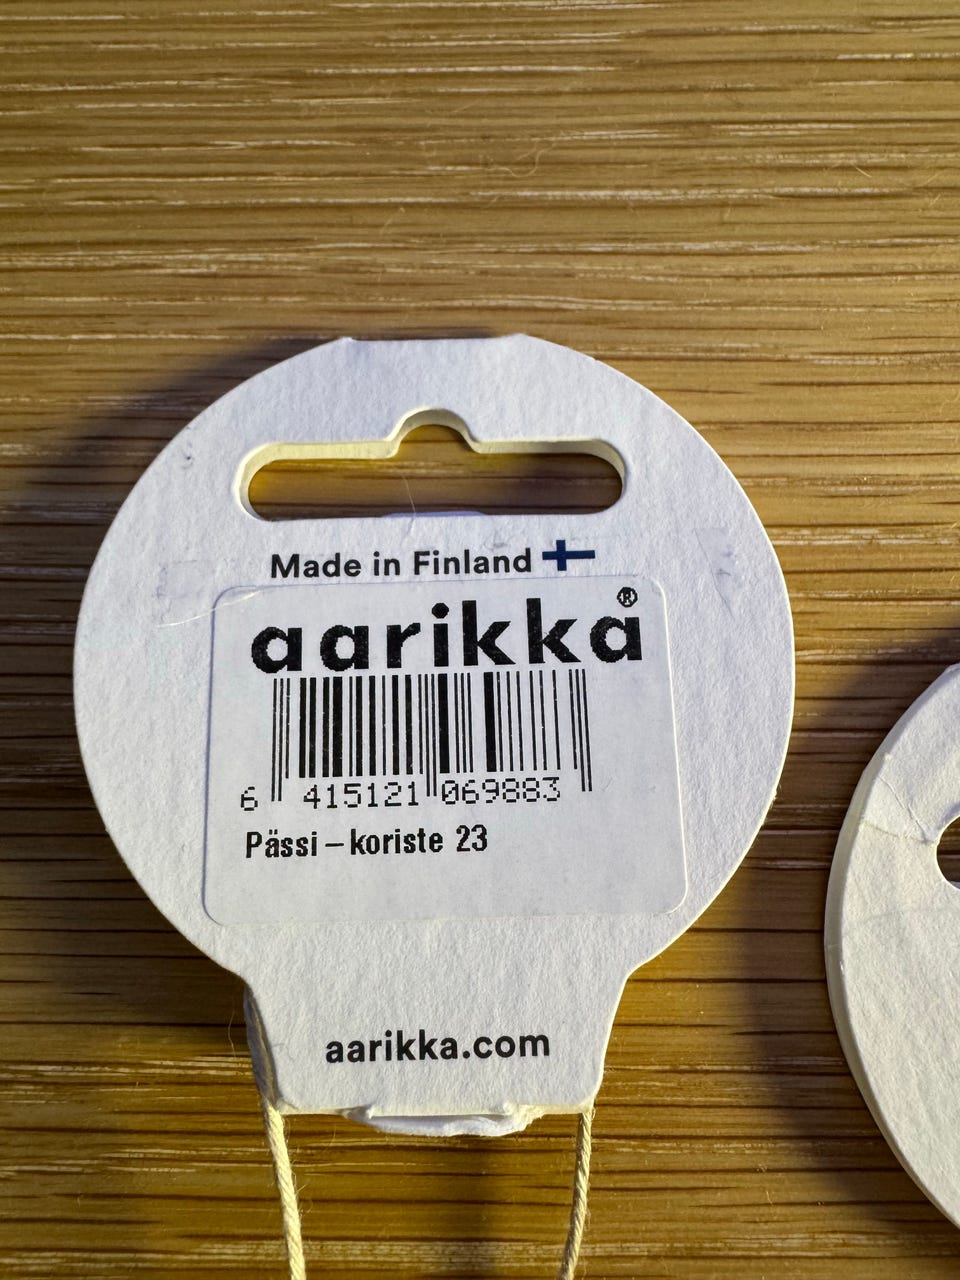 Made in Finland
aarikka®
6 415121 069883
Pässi – koriste 23
aarikka.com